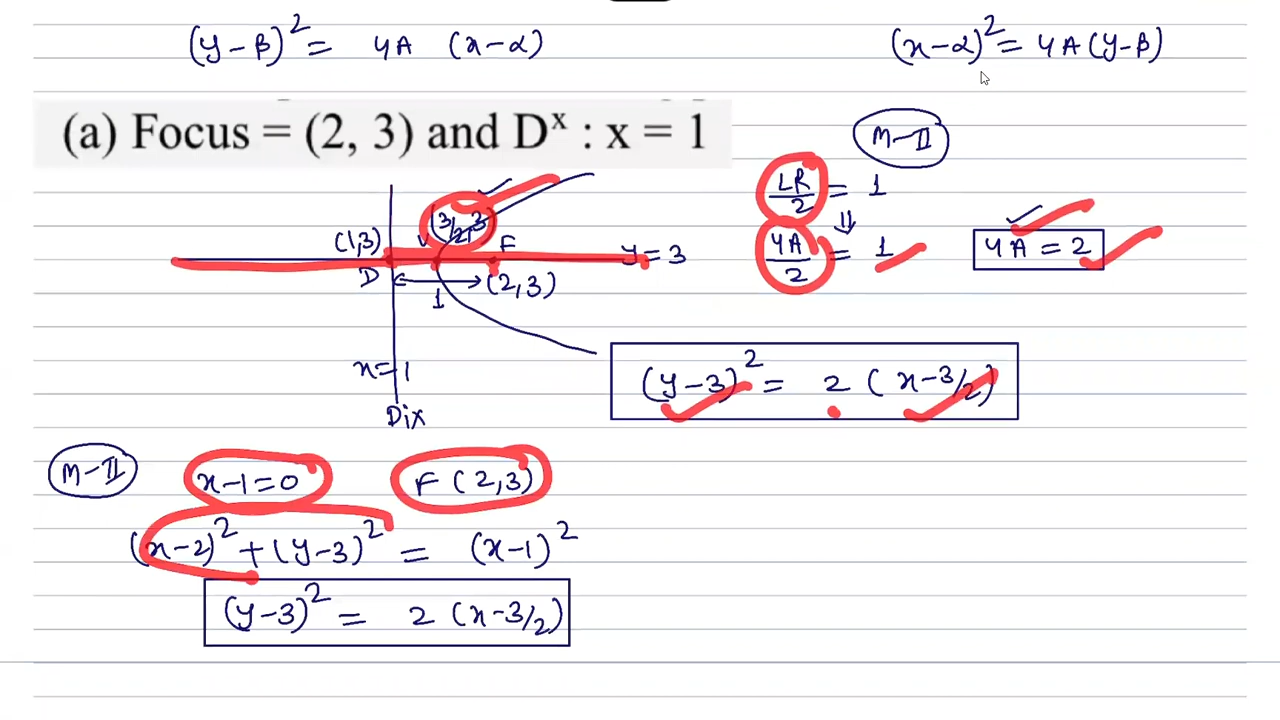 (y-β)² = 4A (x-α)
(x-α)² = 4A(y-β)
(a) Focus = (2, 3) and Dˣ : x = 1
M-II
LR/2 = 1
⇓
4A/2 = 1
4A = 2
(3/2, 3)
(1,3)
V
F
y = 3
D
1
(2,3)
x=1
Dix
(y-3)² = 2 (x-3/2)
M-II
x-1=0
F (2,3)
(x-2)² + (y-3)² = (x-1)²
(y-3)² = 2 (x-3/2)